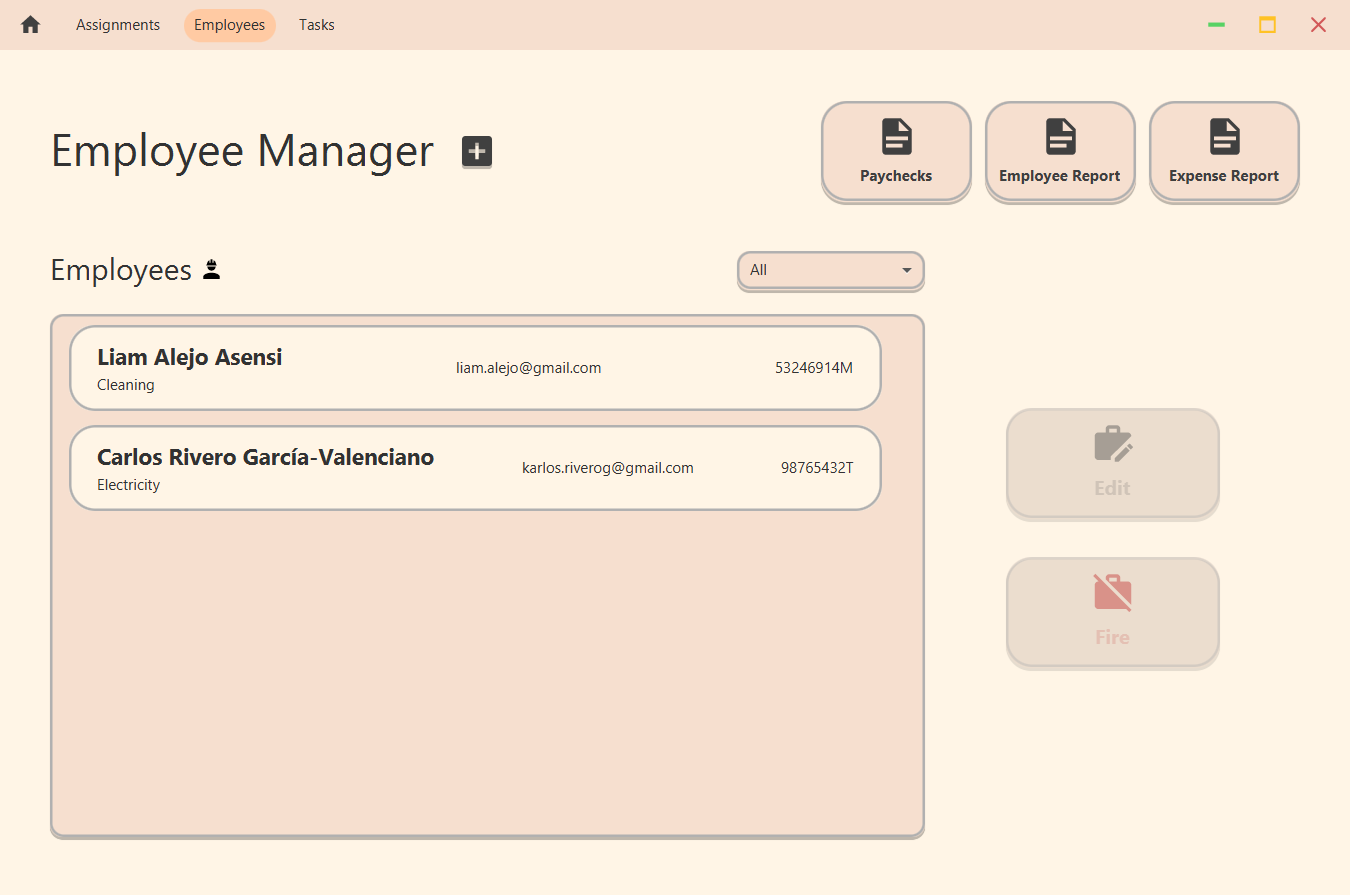 Assignments Employees Tasks
Employee Manager
Paychecks Employee Report Expense Report
Employees All
Liam Alejo Asensi
Cleaning
liam.alejo@gmail.com
53246914M
Carlos Rivero García-Valenciano
Electricity
karlos.riverog@gmail.com
98765432T
Edit
Fire